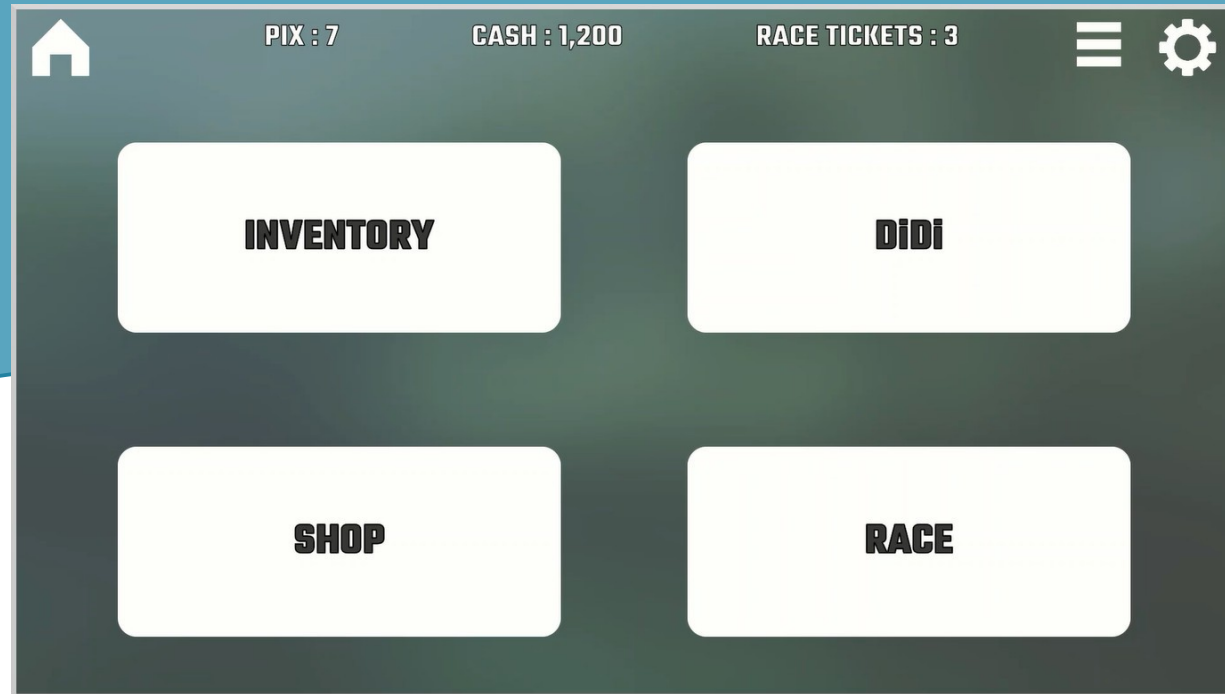 PIX : 7 CASH : 1,200 RACE TICKETS : 3
INVENTORY DiDi
SHOP RACE